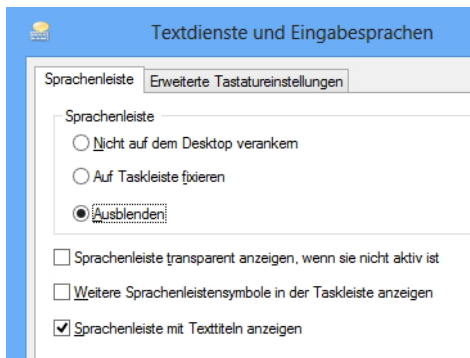 Textdienste und Eingabesprachen
Sprachenleiste Erweiterte Tastatureinstellungen
Sprachenleiste
Nicht auf dem Desktop verankern
Auf Taskleiste fixieren
Ausblenden
Sprachenleiste transparent anzeigen, wenn sie nicht aktiv ist
Weitere Sprachenleistensymbole in der Taskleiste anzeigen
Sprachenleiste mit Texttiteln anzeigen